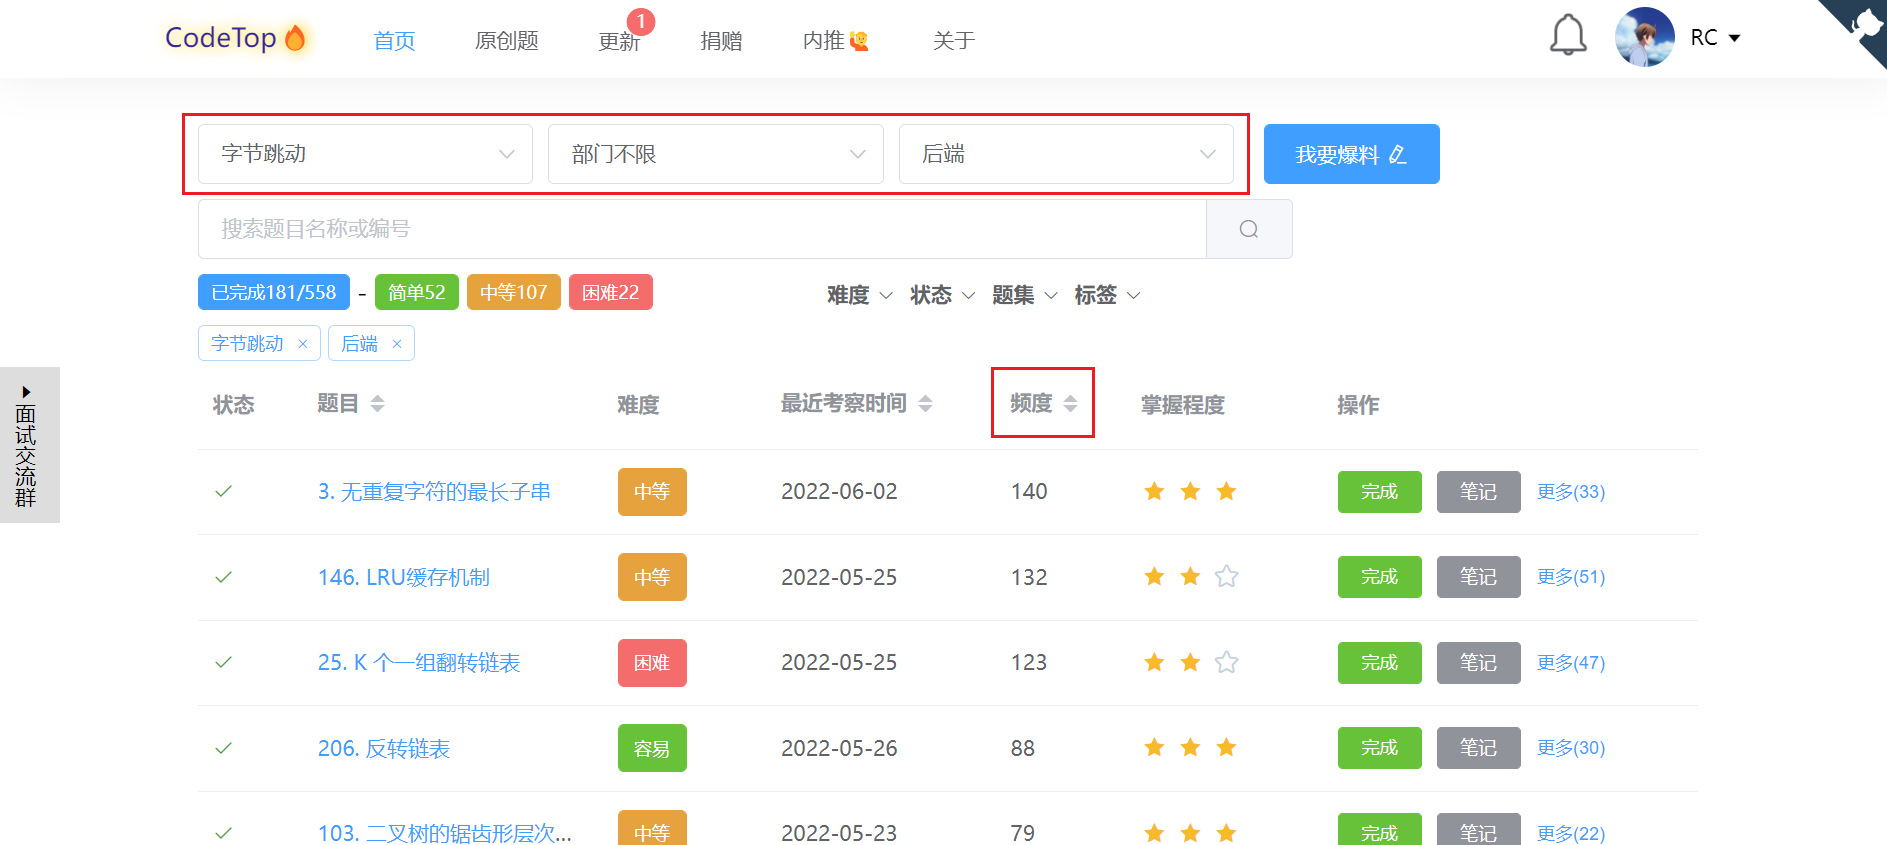 CodeTop 首页 原创题 更新 1 捐赠 内推 关于 RC
字节跳动 部门不限 后端 我要爆料
搜索题目名称或编号
已完成181/558 - 简单52 中等107 困难22 难度 状态 题集 标签
字节跳动 × 后端 ×
面试交流群
状态 题目 难度 最近考察时间 频度 掌握程度 操作
3. 无重复字符的最长子串 中等 2022-06-02 140 完成 笔记 更多(33)
146. LRU缓存机制 中等 2022-05-25 132 完成 笔记 更多(51)
25. K 个一组翻转链表 困难 2022-05-25 123 完成 笔记 更多(47)
206. 反转链表 容易 2022-05-26 88 完成 笔记 更多(30)
103. 二叉树的锯齿形层次... 中等 2022-05-23 79 完成 笔记 更多(22)